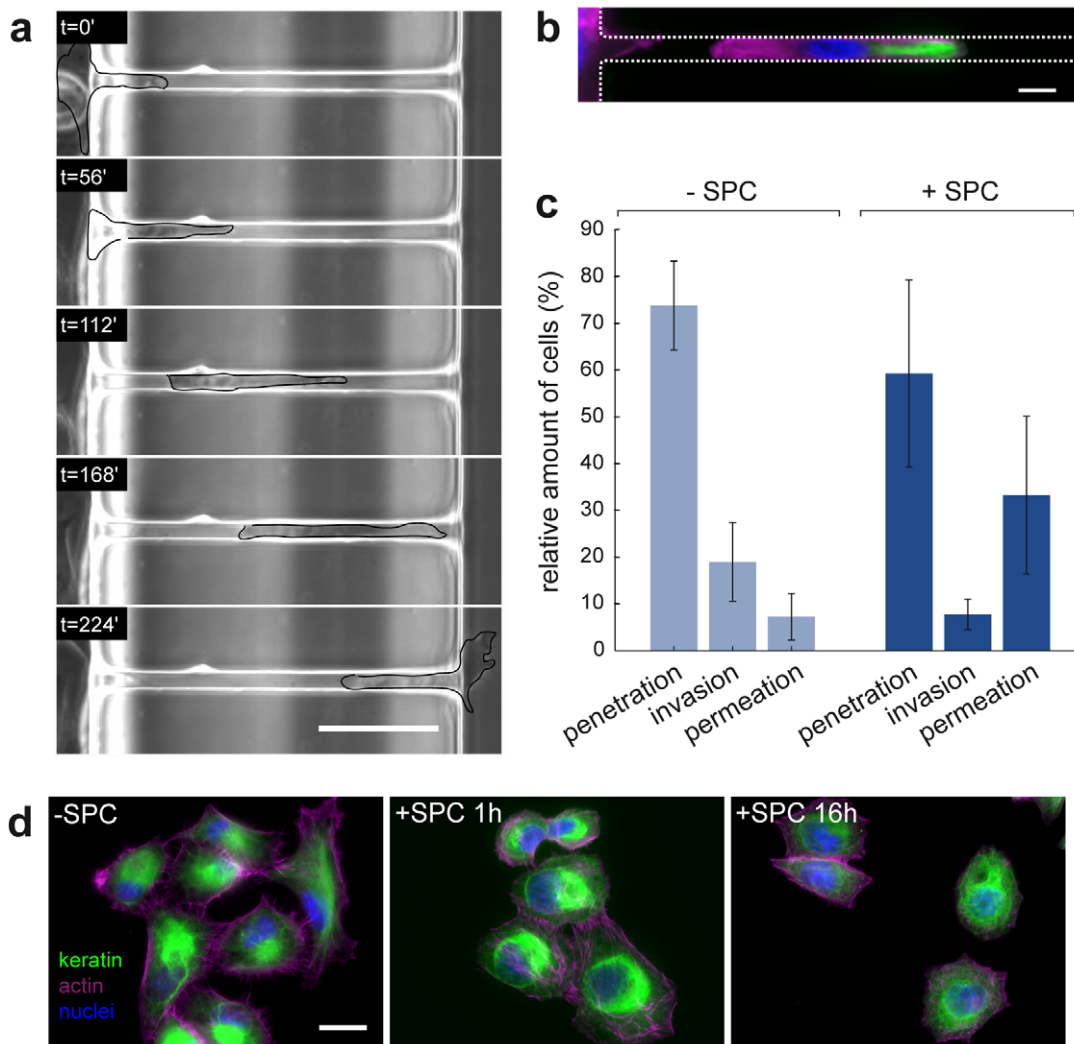 a
t=0'
t=56'
t=112'
t=168'
t=224'
b
c
- SPC
+ SPC
relative amount of cells (%)
90
80
70
60
50
40
30
20
10
0
penetration
invasion
permeation
penetration
invasion
permeation
d
-SPC
keratin
actin
nuclei
+SPC 1h
+SPC 16h